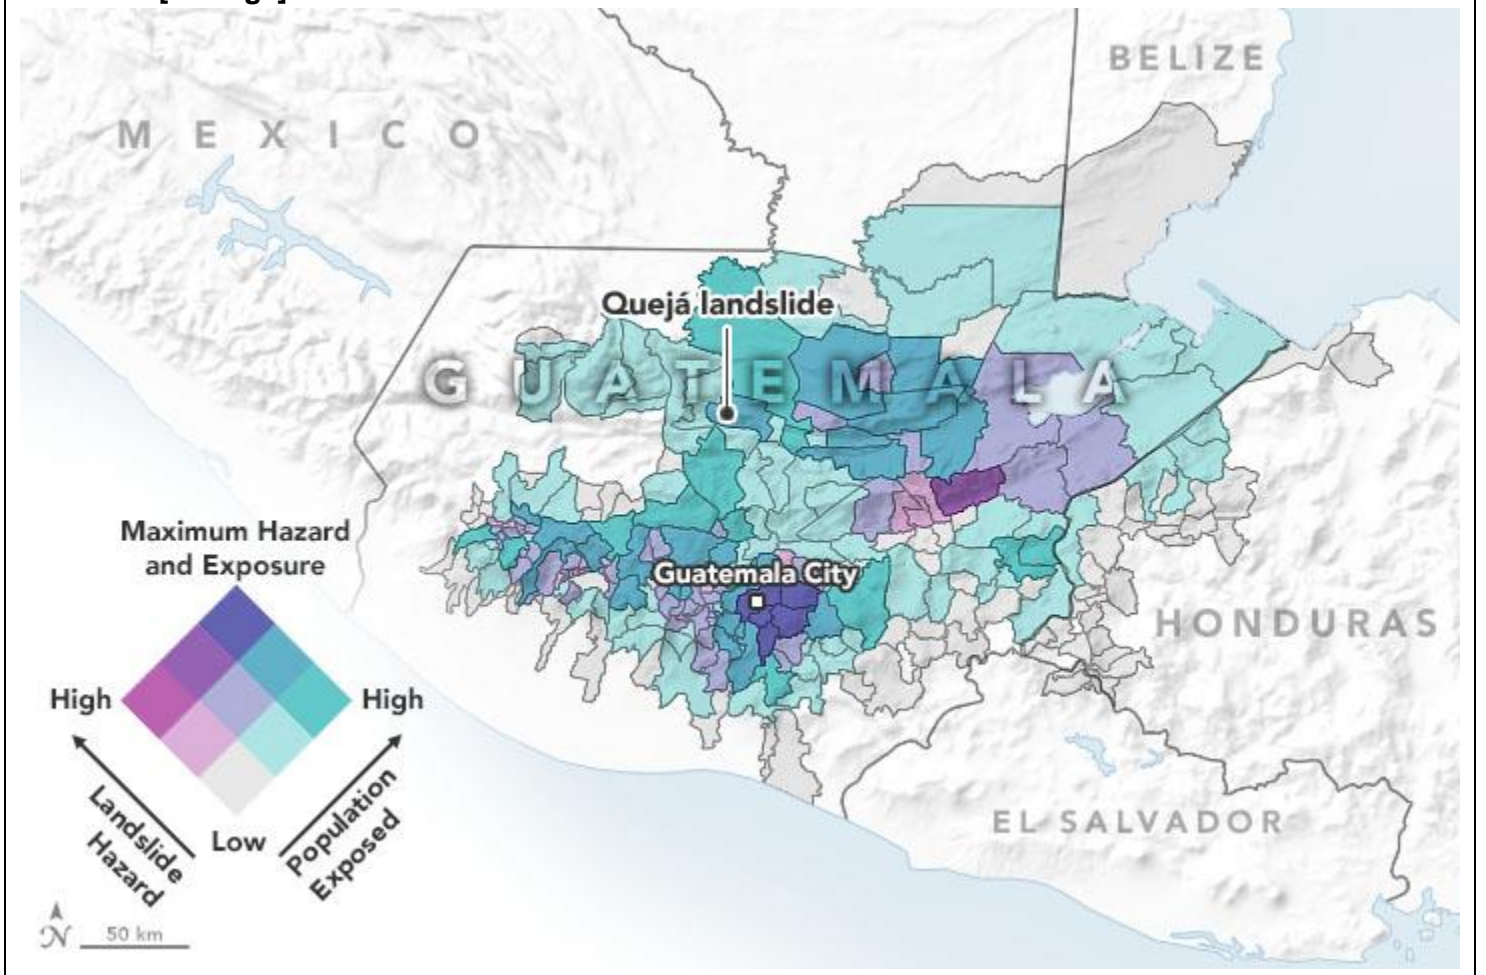 BELIZE
MEXICO
Quejá landslide
GUATEMALA
Maximum Hazard
and Exposure
Guatemala City
HONDURAS
High
High
Landslide
Hazard
Low
Population
Exposed
EL SALVADOR
N
50 km